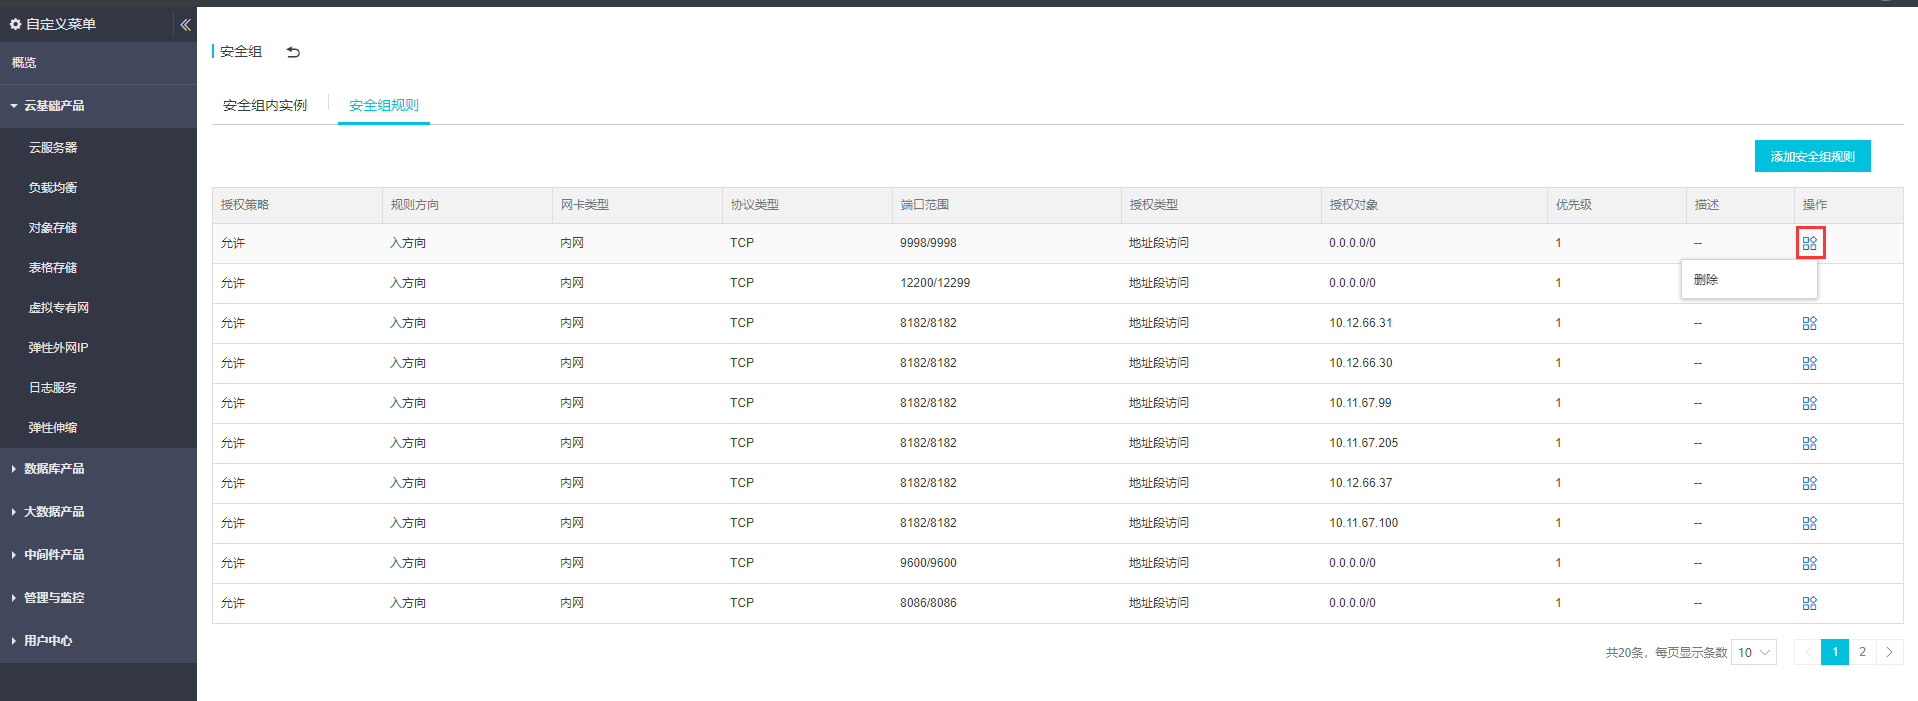 自定义菜单
概览
云基础产品
云服务器
负载均衡
对象存储
表格存储
虚拟专有网
弹性外网IP
日志服务
弹性伸缩
数据库产品
大数据产品
中间件产品
管理与监控
用户中心
安全组
安全组内实例 安全组规则
添加安全组规则
授权策略 规则方向 网卡类型 协议类型 端口范围 授权类型 授权对象 优先级 描述 操作
允许 入方向 内网 TCP 9998/9998 地址段访问 0.0.0.0/0 1 --
删除
允许 入方向 内网 TCP 12200/12299 地址段访问 0.0.0.0/0 1
允许 入方向 内网 TCP 8182/8182 地址段访问 10.12.66.31 1 --
允许 入方向 内网 TCP 8182/8182 地址段访问 10.12.66.30 1 --
允许 入方向 内网 TCP 8182/8182 地址段访问 10.11.67.99 1 --
允许 入方向 内网 TCP 8182/8182 地址段访问 10.11.67.205 1 --
允许 入方向 内网 TCP 8182/8182 地址段访问 10.12.66.37 1 --
允许 入方向 内网 TCP 8182/8182 地址段访问 10.11.67.100 1 --
允许 入方向 内网 TCP 9600/9600 地址段访问 0.0.0.0/0 1 --
允许 入方向 内网 TCP 8086/8086 地址段访问 0.0.0.0/0 1 --
共20条，每页显示条数 10 1 2